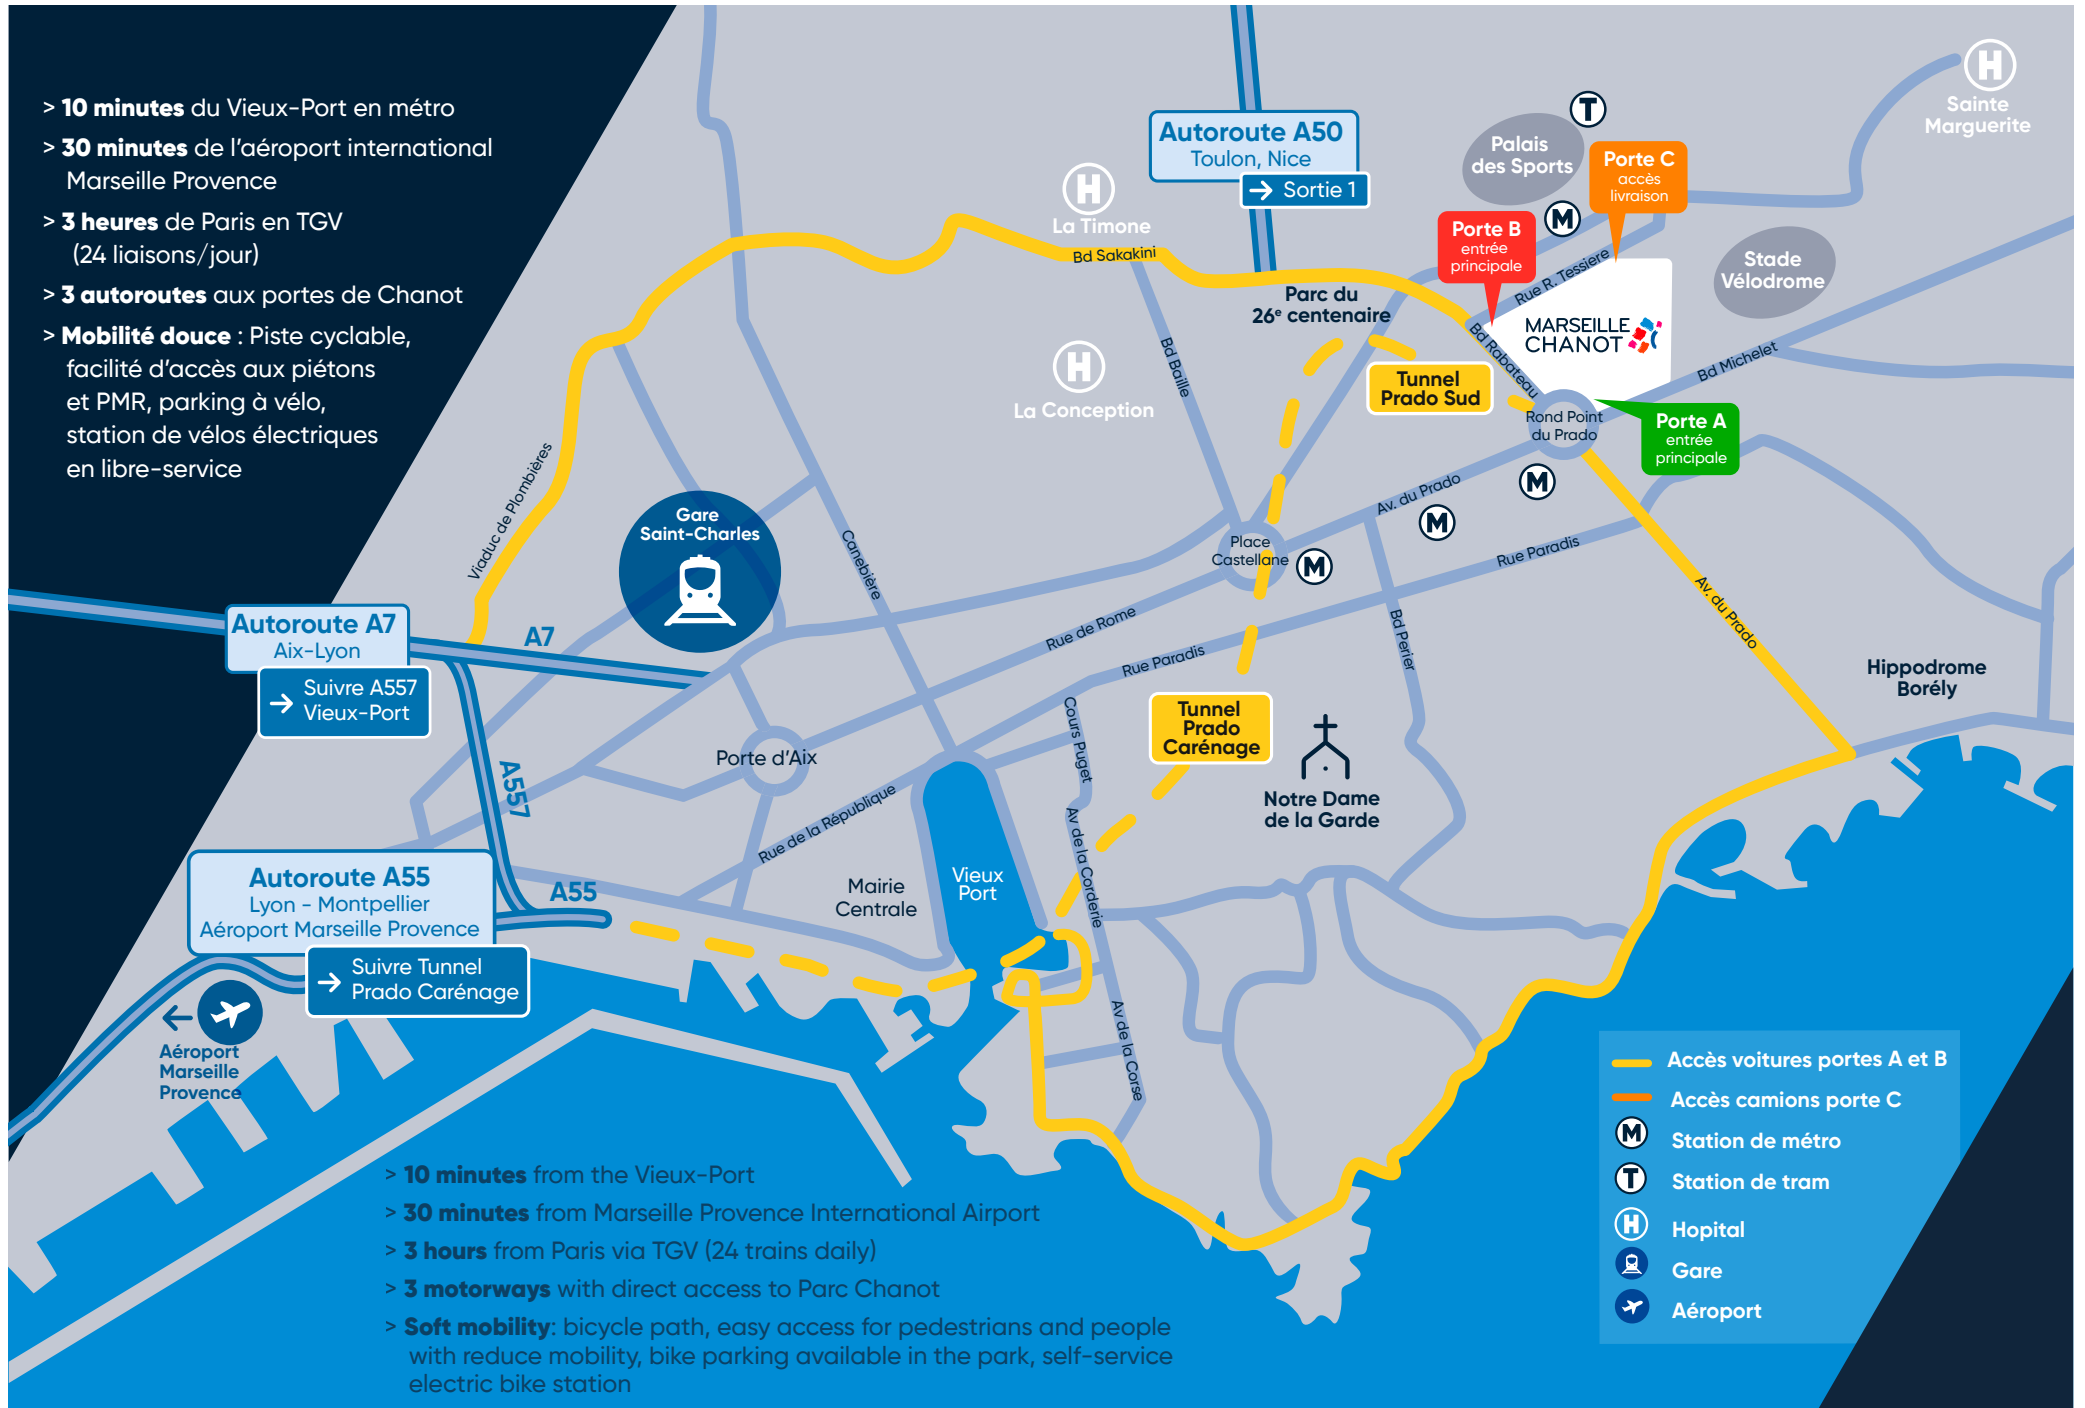 > 10 minutes du Vieux-Port en métro
> 30 minutes de l'aéroport international
Marseille Provence
> 3 heures de Paris en TGV
(24 liaisons/jour)
> 3 autoroutes aux portes de Chanot
> Mobilité douce : Piste cyclable,
facilité d'accès aux piétons
et PMR, parking à vélo,
station de vélos électriques
en libre-service
Autoroute A50
Toulon, Nice
→ Sortie 1
H
Sainte
Marguerite
T
Palais
des Sports
Porte C
accès
livraison
Porte B
entrée
principale
M
H
La Timone
Bd Sakakini
Rue R. Tessiere
Stade
Vélodrome
Parc du
26e centenaire
MARSEILLE
CHANOT
Bd Rabateau
Bd Michelet
Bd Baille
H
La Conception
Tunnel
Prado Sud
Rond Point
du Prado
Porte A
entrée
principale
M
Av. du Prado
M
Viaduc de Plombières
Gare
Saint-Charles
Canebière
Place
Castellane
M
Rue Paradis
Av. du Prado
Autoroute A7
Aix-Lyon
→ Suivre A557
Vieux-Port
A7
Rue de Rome
Bd Perier
Rue Paradis
Hippodrome
Borély
Cours Puget
Tunnel
Prado
Carénage
Porte d'Aix
A557
Notre Dame
de la Garde
Rue de la République
Av de la Corderie
Autoroute A55
Lyon - Montpellier
Aéroport Marseille Provence
→ Suivre Tunnel
Prado Carénage
A55
Mairie
Centrale
Vieux
Port
Av de la Corse
Aéroport
Marseille
Provence
> 10 minutes from the Vieux-Port
> 30 minutes from Marseille Provence International Airport
> 3 hours from Paris via TGV (24 trains daily)
> 3 motorways with direct access to Parc Chanot
> Soft mobility: bicycle path, easy access for pedestrians and people
with reduce mobility, bike parking available in the park, self-service
electric bike station
Accès voitures portes A et B
Accès camions porte C
M Station de métro
T Station de tram
H Hopital
Gare
Aéroport